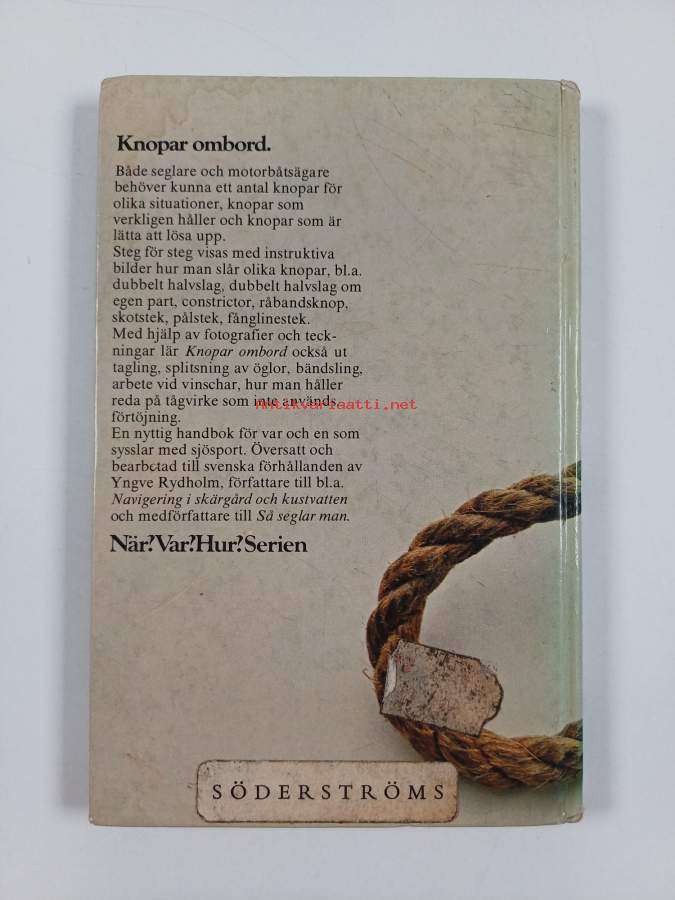 Knopar ombord.
Både seglare och motorbåtsägare
behöver kunna ett antal knopar för
olika situationer, knopar som
verkligen håller och knopar som är
lätta att lösa upp.
Steg för steg visas med instruktiva
bilder hur man slår olika knopar, bl.a.
dubbelt halvslag, dubbelt halvslag om
egen part, constrictor, råbandsknop,
skotstek, pålstek, fånglinestek.
Med hjälp av fotografier och teck-
ningar lär Knopar ombord också ut
tagling, splitsning av öglor, bändsling,
arbete vid vinschar, hur man håller
reda på tågvirke som inte används,
antikvariaatti.net
förtöjning.
En nyttig handbok för var och en som
sysslar med sjösport. Översatt och
bearbetad till svenska förhållanden av
Yngve Rydholm, författare till bl.a.
Navigering i skärgård och kustvatten
och medförfattare till Så seglar man.
När?Var?Hur?Serien
SÖDERSTRÖMS